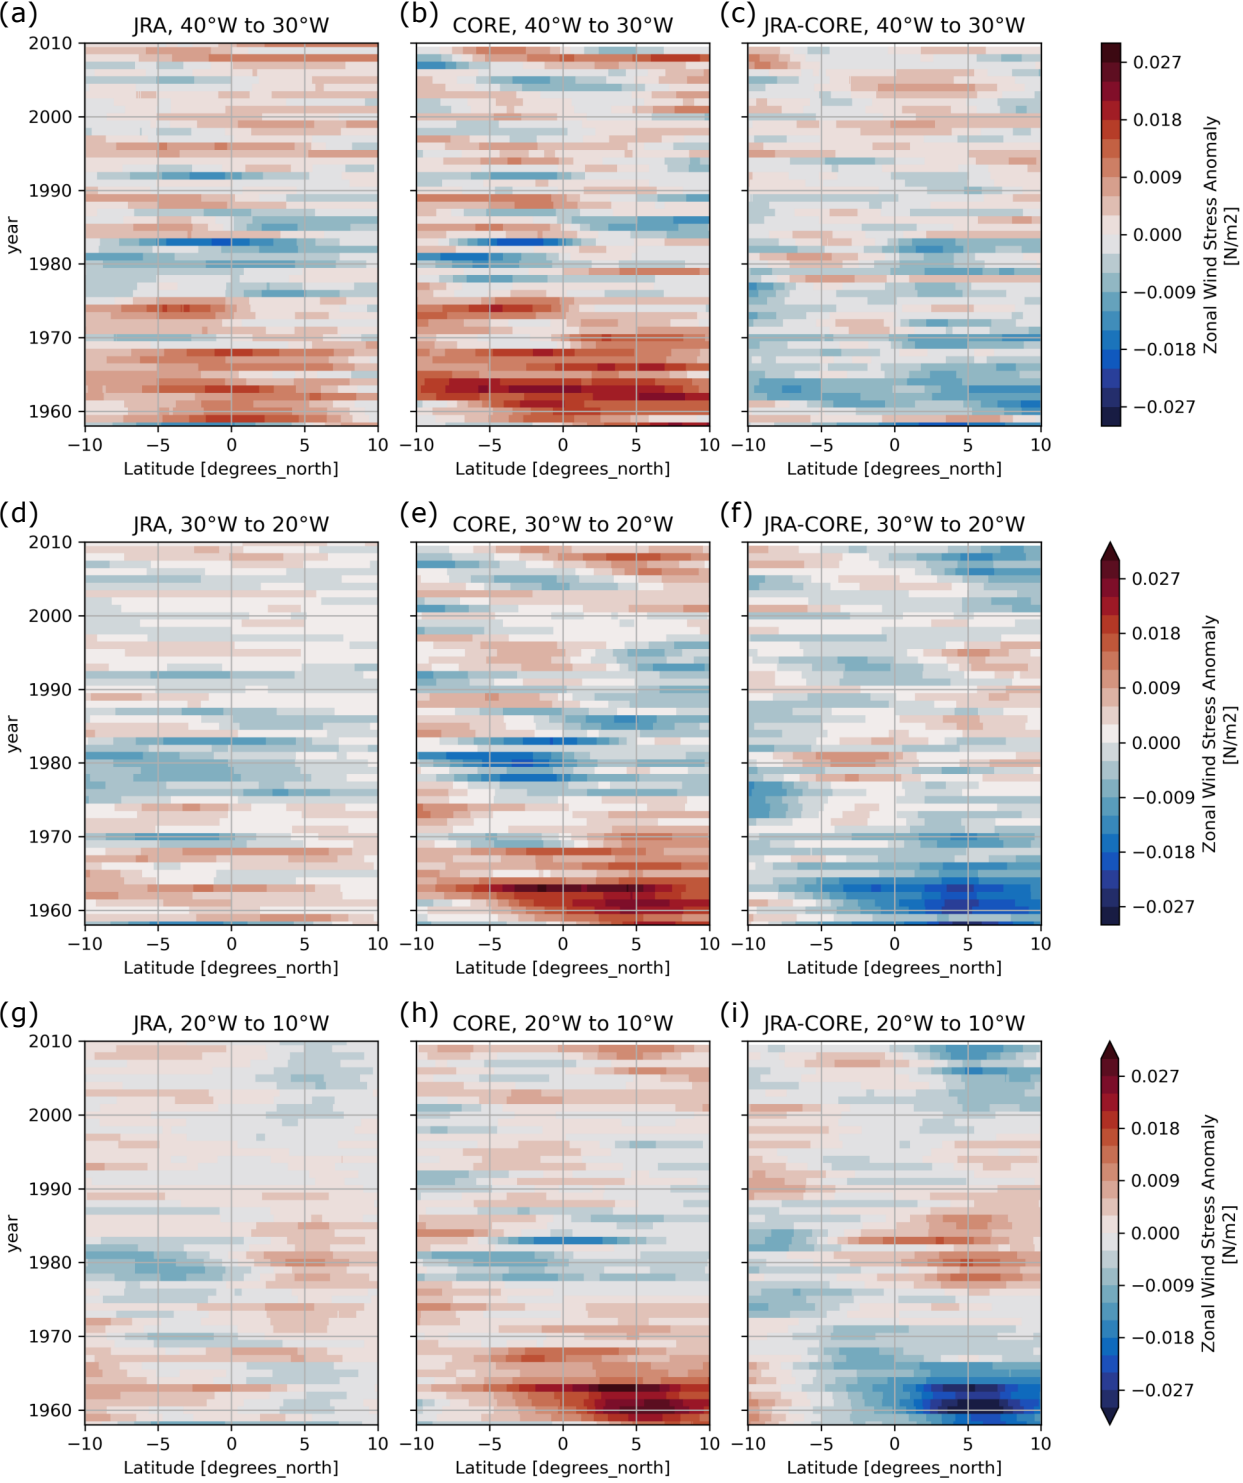 (a) JRA, 40°W to 30°W
(b) CORE, 40°W to 30°W
(c) JRA-CORE, 40°W to 30°W
2010
2000
1990
1980
1970
1960
year
−10 −5 0 5 10
Latitude [degrees_north]
−10 −5 0 5 10
Latitude [degrees_north]
−10 −5 0 5 10
Latitude [degrees_north]
0.027
0.018
0.009
0.000
−0.009
−0.018
−0.027
Zonal Wind Stress Anomaly
[N/m2]
(d) JRA, 30°W to 20°W
(e) CORE, 30°W to 20°W
(f) JRA-CORE, 30°W to 20°W
2010
2000
1990
1980
1970
1960
year
−10 −5 0 5 10
Latitude [degrees_north]
−10 −5 0 5 10
Latitude [degrees_north]
−10 −5 0 5 10
Latitude [degrees_north]
0.027
0.018
0.009
0.000
−0.009
−0.018
−0.027
Zonal Wind Stress Anomaly
[N/m2]
(g) JRA, 20°W to 10°W
(h) CORE, 20°W to 10°W
(i) JRA-CORE, 20°W to 10°W
2010
2000
1990
1980
1970
1960
year
−10 −5 0 5 10
Latitude [degrees_north]
−10 −5 0 5 10
Latitude [degrees_north]
−10 −5 0 5 10
Latitude [degrees_north]
0.027
0.018
0.009
0.000
−0.009
−0.018
−0.027
Zonal Wind Stress Anomaly
[N/m2]